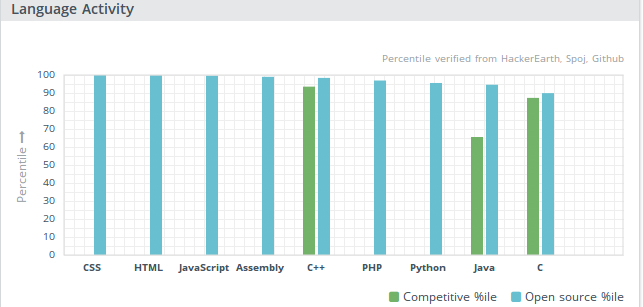 Language Activity
Percentile verified from HackerEarth, Spoj, Github
Percentile →
100
90
80
70
60
50
40
30
20
10
0
CSS HTML JavaScript Assembly C++ PHP Python Java C
Competitive %ile Open source %ile